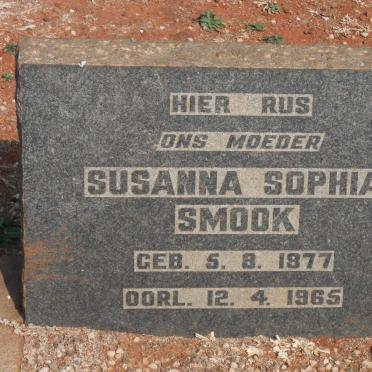 HIER RUS
ONS MOEDER
SUSANNA SOPHIA
SMOOK
GEB. 5. 8. 1877
OORL. 12. 4. 1965